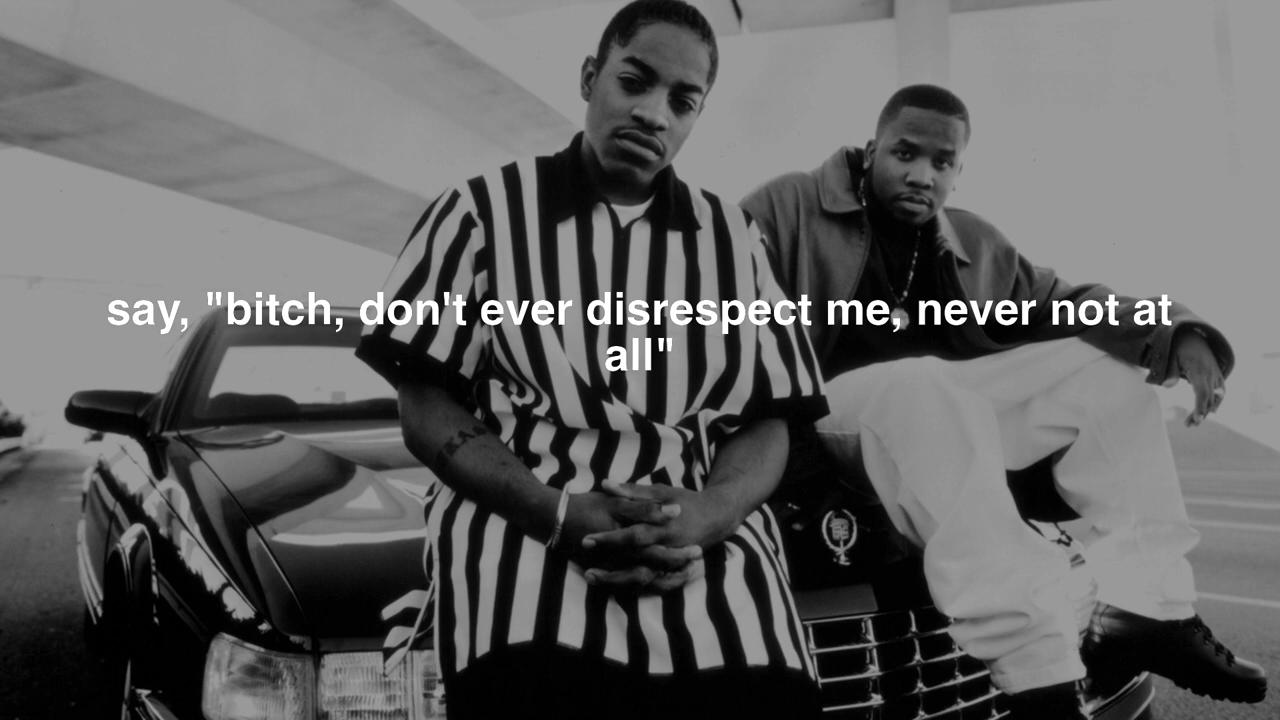 say, "bitch, don't ever disrespect me, never not at
all"